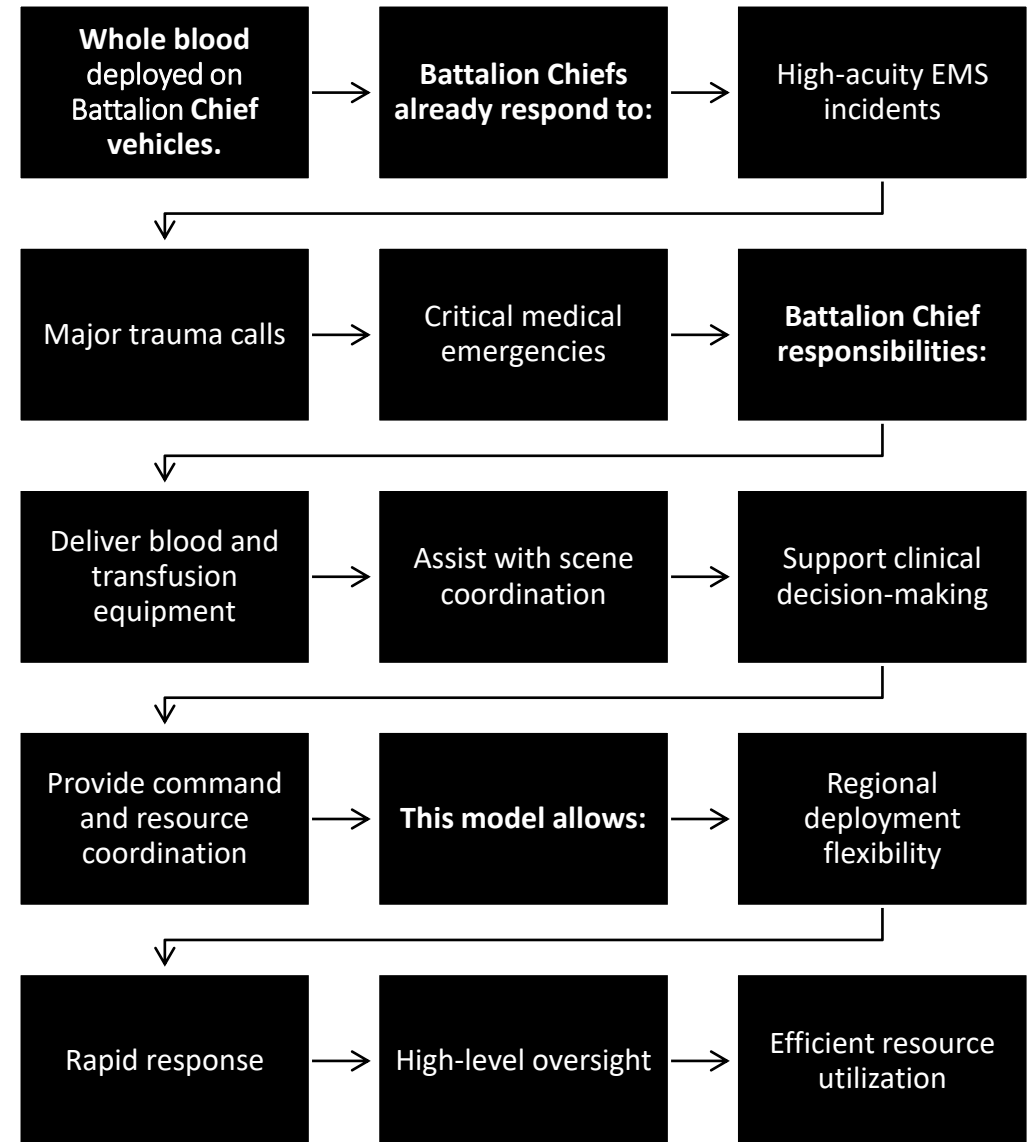 Whole blood
deployed on
Battalion Chief
vehicles.
Battalion Chiefs
already respond to:
High-acuity EMS
incidents
Major trauma calls
Critical medical
emergencies
Battalion Chief
responsibilities:
Deliver blood and
transfusion
equipment
Assist with scene
coordination
Support clinical
decision-making
Provide command
and resource
coordination
This model allows:
Regional
deployment
flexibility
Rapid response
High-level oversight
Efficient resource
utilization